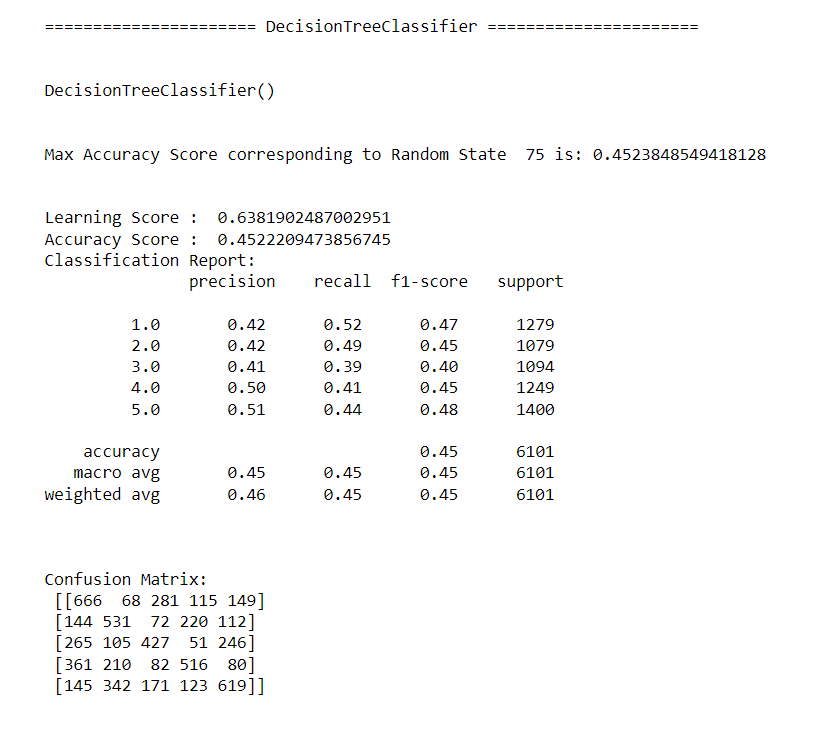 ====================== DecisionTreeClassifier ======================
DecisionTreeClassifier()
Max Accuracy Score corresponding to Random State  75 is: 0.4523848549418128
Learning Score :  0.6381902487002951
Accuracy Score :  0.4522209473856745
Classification Report:
               precision    recall  f1-score   support
         1.0       0.42      0.52      0.47      1279
         2.0       0.42      0.49      0.45      1079
         3.0       0.41      0.39      0.40      1094
         4.0       0.50      0.41      0.45      1249
         5.0       0.51      0.44      0.48      1400
    accuracy                           0.45      6101
   macro avg       0.45      0.45      0.45      6101
weighted avg       0.46      0.45      0.45      6101
Confusion Matrix:
 [[666  68 281 115 149]
 [144 531  72 220 112]
 [265 105 427  51 246]
 [361 210  82 516  80]
 [145 342 171 123 619]]